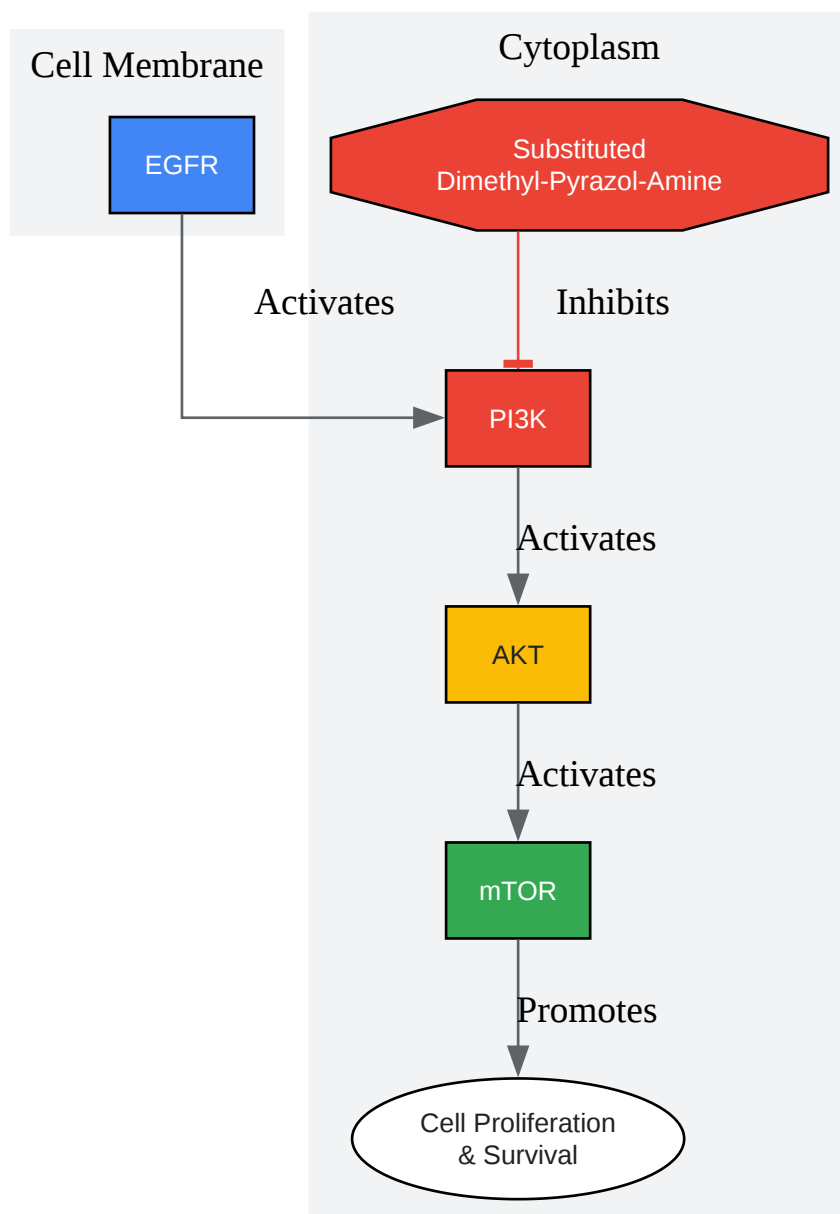 Cell Membrane
EGFR
Cytoplasm
Substituted
Dimethyl-Pyrazol-Amine
Activates
Inhibits
PI3K
Activates
AKT
Activates
mTOR
Promotes
Cell Proliferation
& Survival